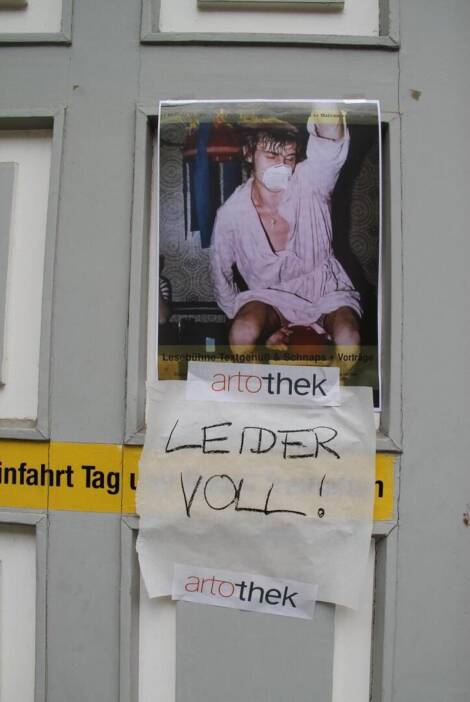 Lesebühne Textgenuß & Schnaps + Vorträge
artothek
LEIDER
VOLL!
infahrt Tag u
n
artothek